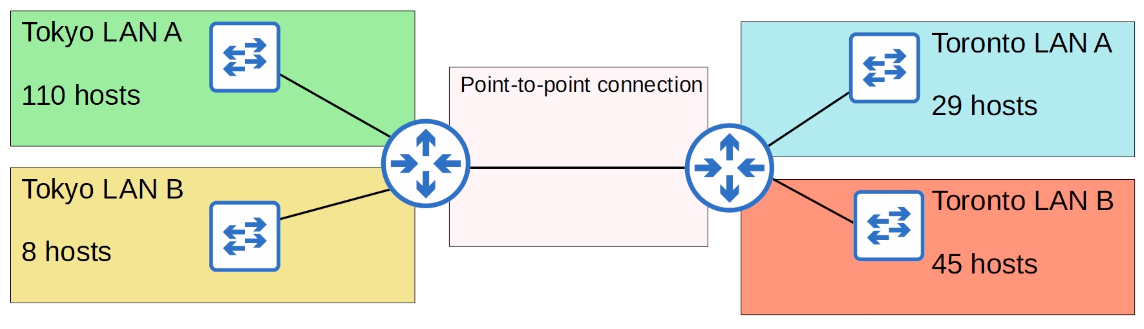 Tokyo LAN A
110 hosts
Tokyo LAN B
8 hosts
Point-to-point connection
Toronto LAN A
29 hosts
Toronto LAN B
45 hosts